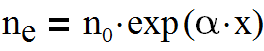 nₑ = n₀·exp(α·x)